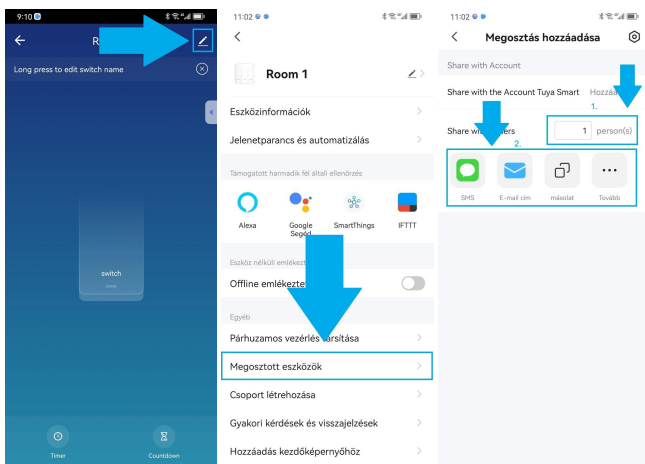 9:10
R
Long press to edit switch name
switch
Timer
Countdown
11:02
Room 1
Eszközinformációk
Jelenetparancs és automatizálás
Támogatott harmadik fél általi ellenőrzés
Alexa
Google Segéd
SmartThings
IFTTT
Eszköz nélküli
Offline
Egyéb
Párhuzamos vezérlés társítása
Megosztott eszközök
Csoport létrehozása
Gyakori kérdések és visszajelzések
Hozzáadás kezdőképernyőhöz
11:02
Megosztás hozzáadása
Share with Account
Share with the Account Tuya Smart
1.
Share
1 person(s)
2.
SMS
E-mail cím
másolat
Tovább